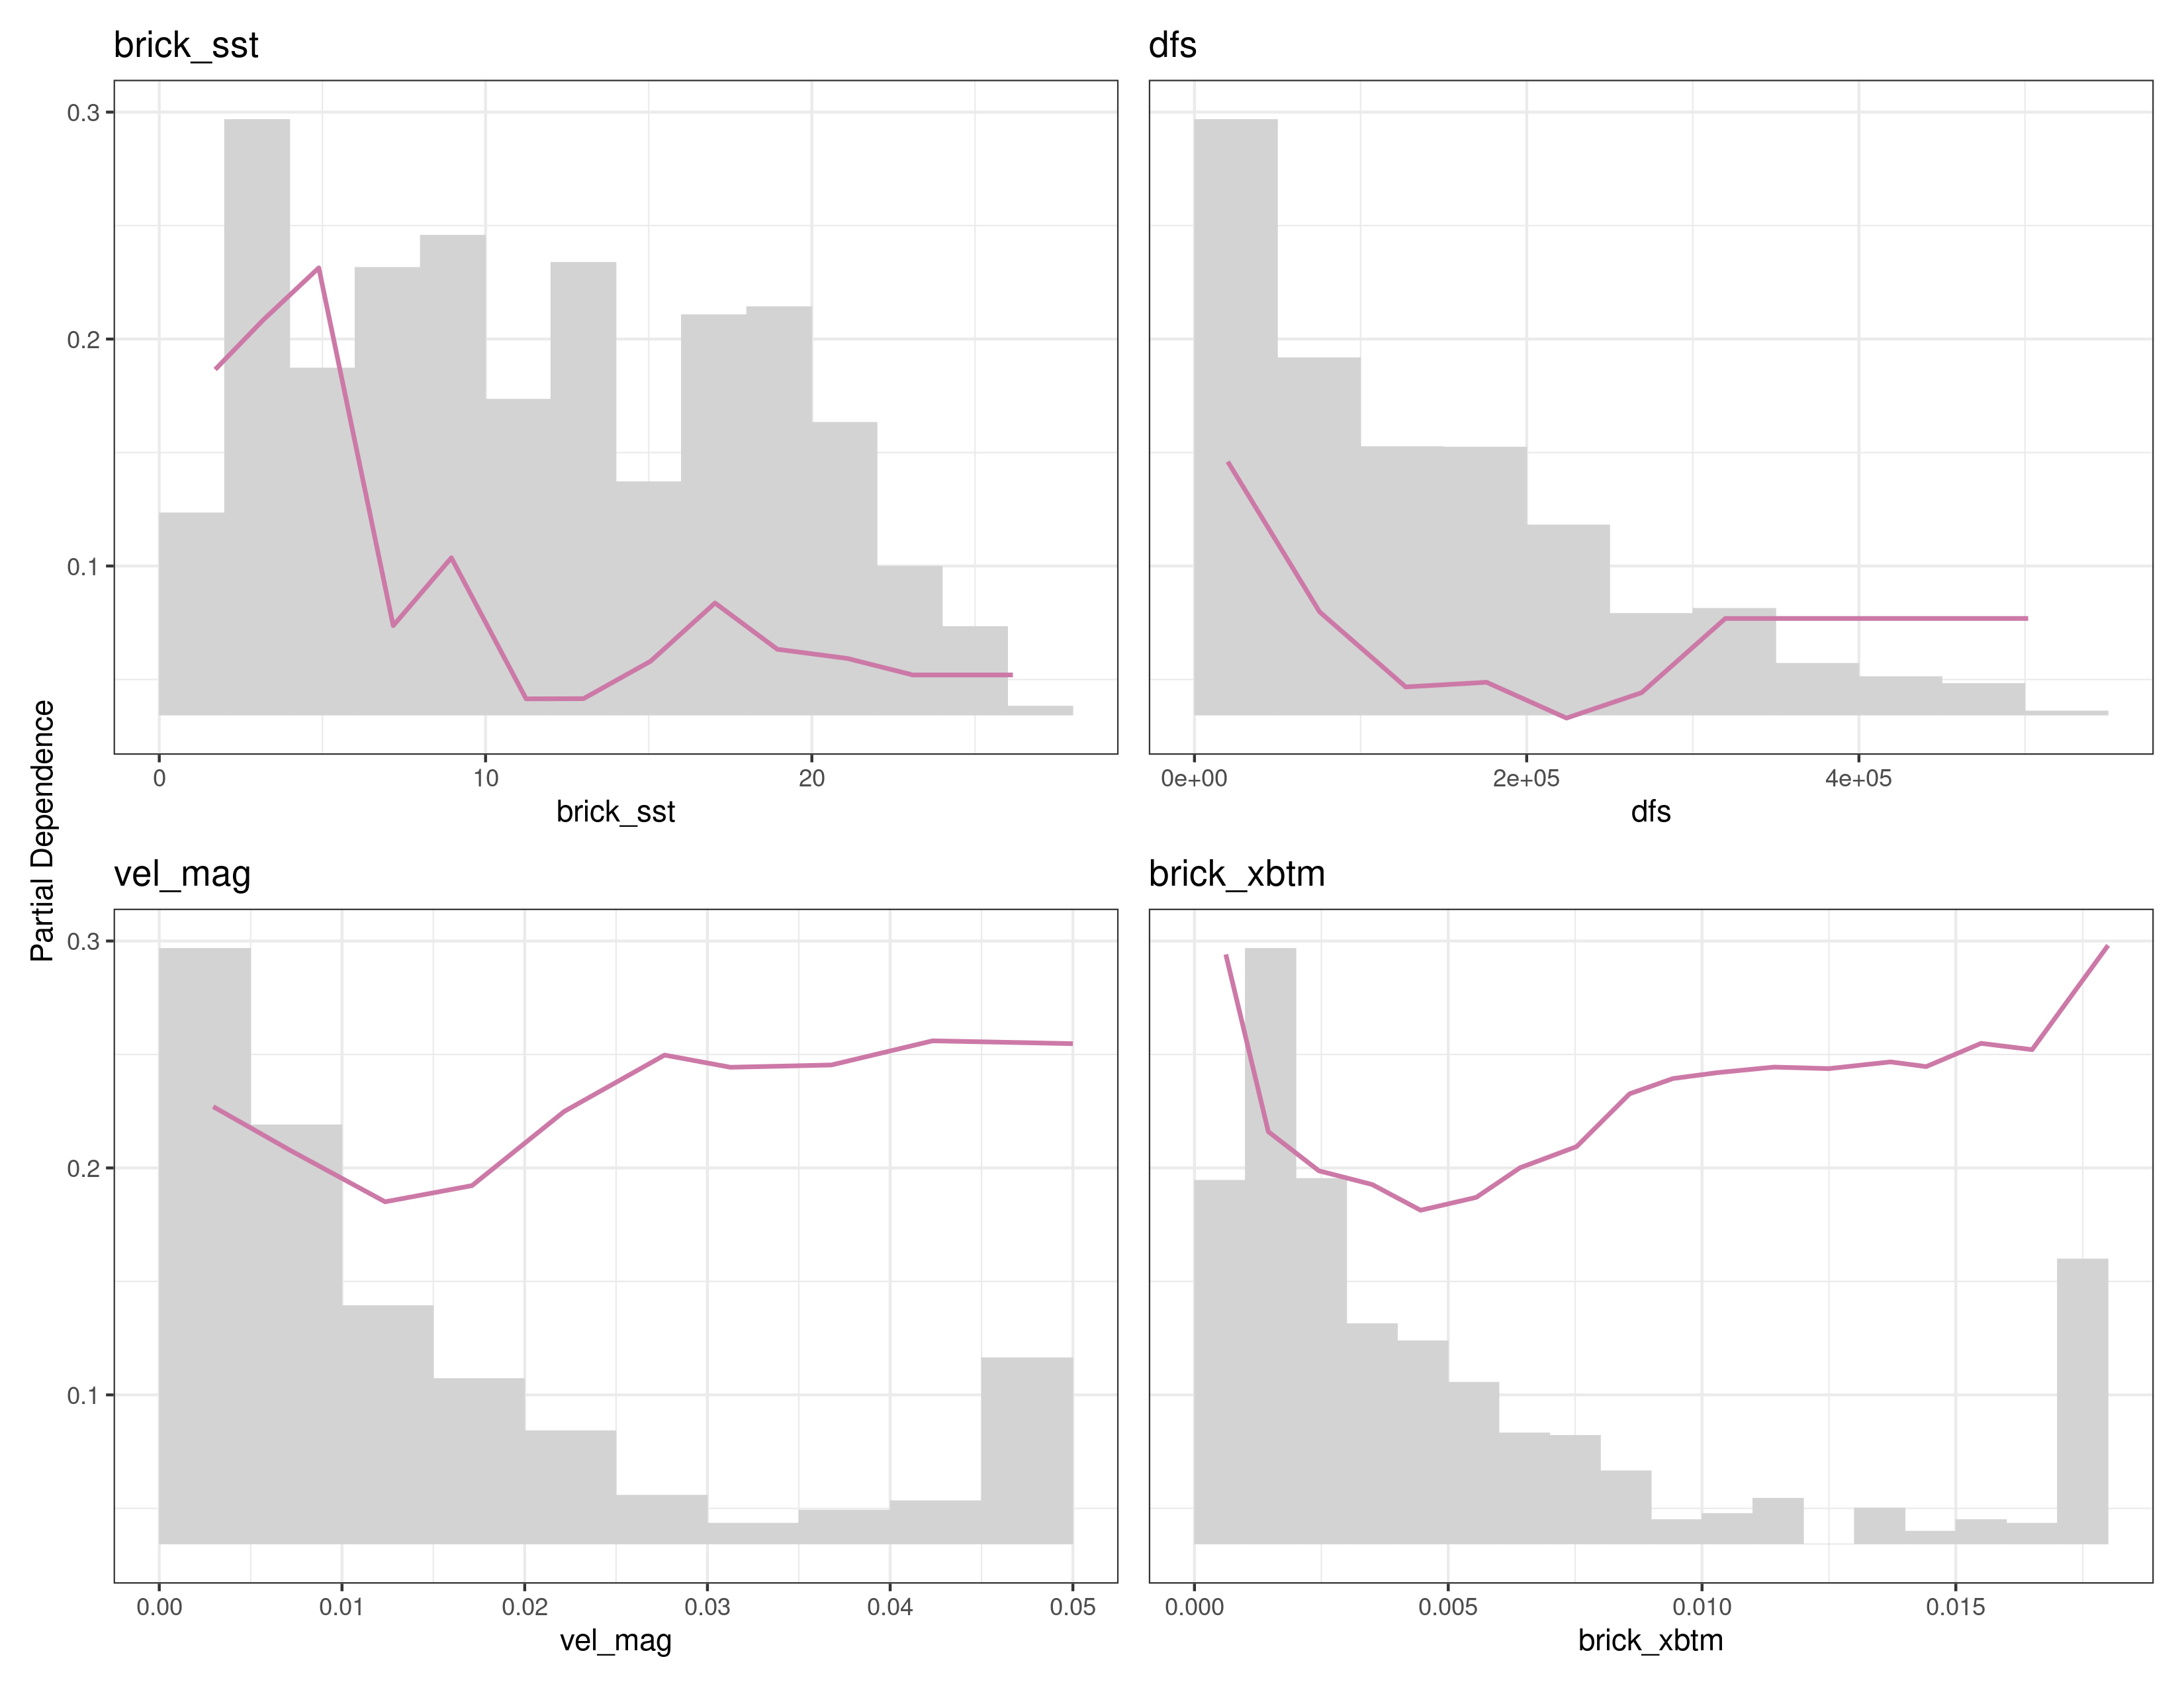 brick_sst
dfs
0.3
0.2
0.1
0
10
20
brick_sst
0e+00
2e+05
4e+05
dfs
Partial Dependence
vel_mag
brick_xbtm
0.3
0.2
0.1
0.00
0.01
0.02
0.03
0.04
0.05
vel_mag
0.000
0.005
0.010
0.015
brick_xbtm